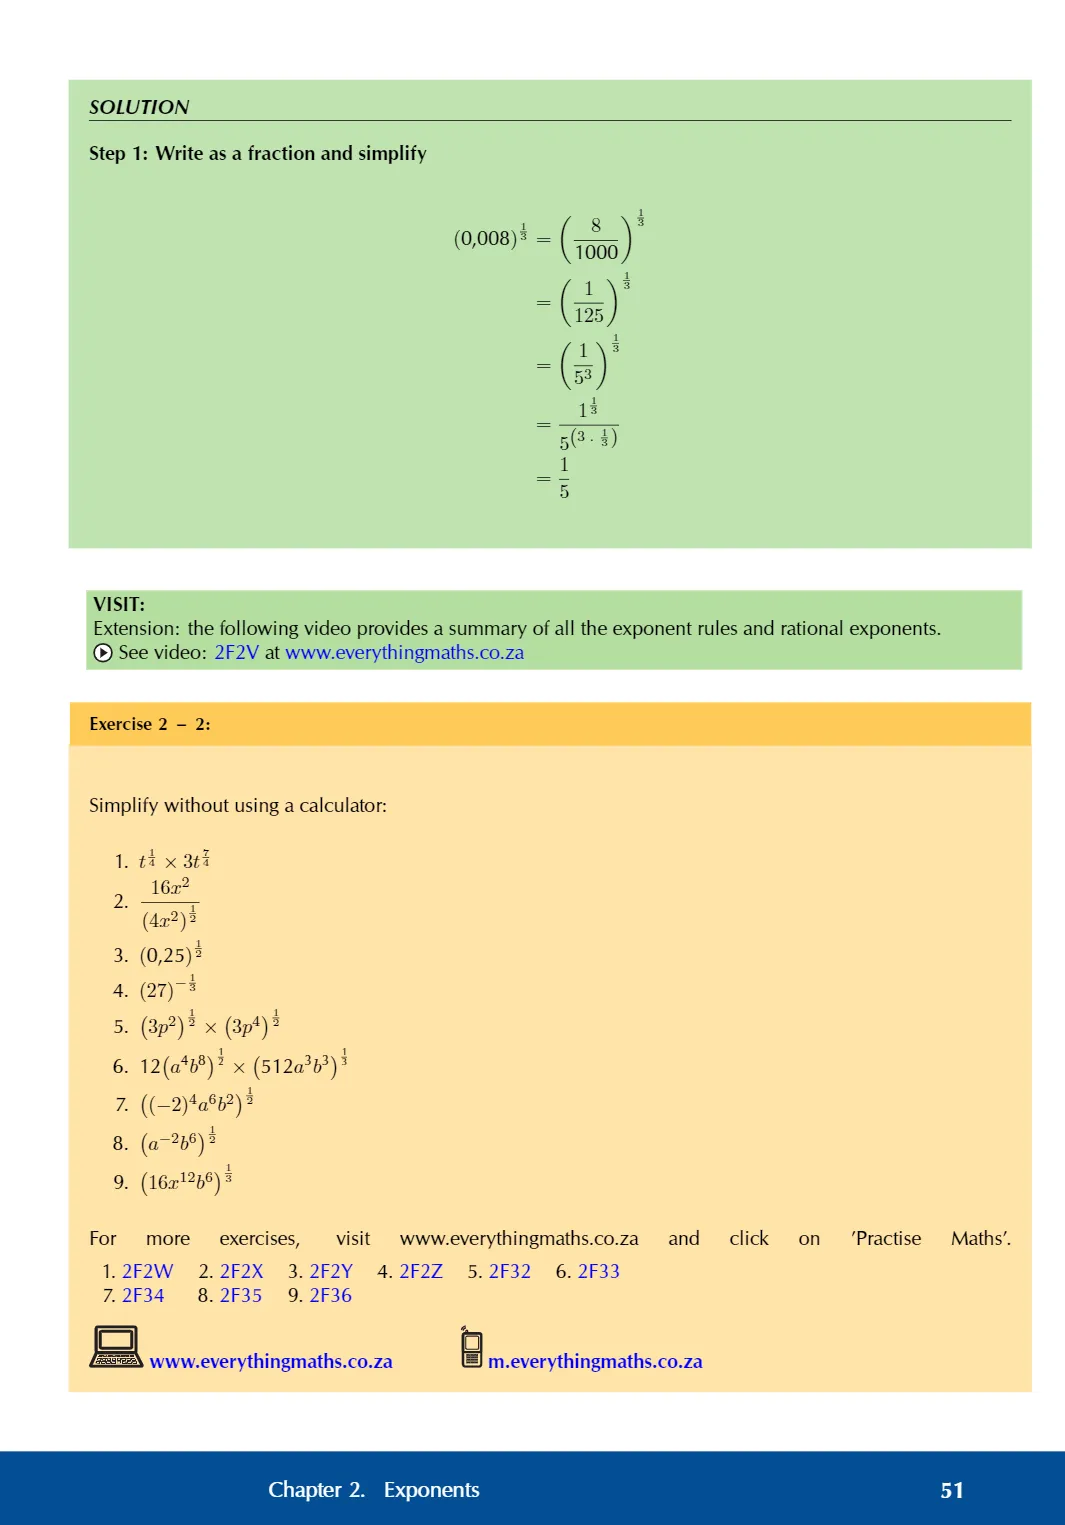 SOLUTION
Step 1: Write as a fraction and simplify
(0,008)^{\frac{1}{3}} = \left(\frac{8}{1000}\right)^{\frac{1}{3}}
= \left(\frac{1}{125}\right)^{\frac{1}{3}}
= \left(\frac{1}{5^3}\right)^{\frac{1}{3}}
= \frac{1^{\frac{1}{3}}}{5^{\left(3 . \frac{1}{3}\right)}}
= \frac{1}{5}
VISIT:
Extension: the following video provides a summary of all the exponent rules and rational exponents.
See video: 2F2V at www.everythingmaths.co.za
Exercise 2 – 2:
Simplify without using a calculator:
1. t^{\frac{1}{4}} × 3t^{\frac{7}{4}}
2. \frac{16x^2}{(4x^2)^{\frac{1}{2}}}
3. (0,25)^{\frac{1}{2}}
4. (27)^{-\frac{1}{3}}
5. (3p^2)^{\frac{1}{2}} × (3p^4)^{\frac{1}{2}}
6. 12(a^4b^8)^{\frac{1}{2}} × (512a^3b^3)^{\frac{1}{3}}
7. ((−2)^4a^6b^2)^{\frac{1}{2}}
8. (a^{−2}b^6)^{\frac{1}{2}}
9. (16x^{12}b^6)^{\frac{1}{3}}
For more exercises, visit www.everythingmaths.co.za and click on ’Practise Maths’.
1. 2F2W 2. 2F2X 3. 2F2Y 4. 2F2Z 5. 2F32 6. 2F33
7. 2F34 8. 2F35 9. 2F36
www.everythingmaths.co.za m.everythingmaths.co.za
Chapter 2. Exponents 51